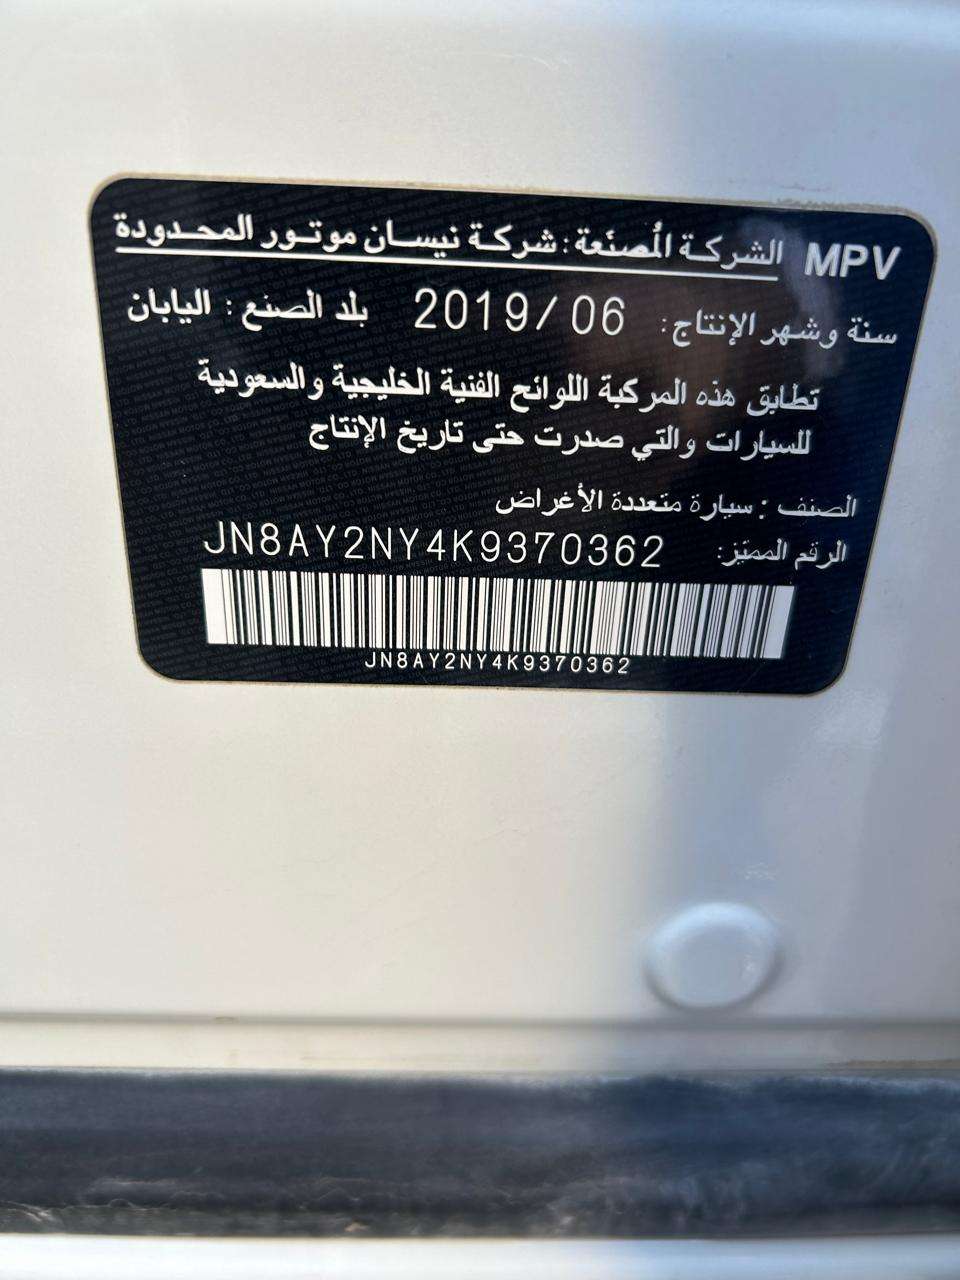 MPV الشركة المُصنّعة: شركة نيسان موتور المحدودة
سنة وشهر الإنتاج: 2019/06 بلد الصنع: اليابان
تطابق هذه المركبة اللوائح الفنية الخليجية والسعودية
للسيارات والتي صدرت حتى تاريخ الإنتاج
الصنف: سيارة متعددة الأغراض
الرقم المميّز: JN8AY2NY4K9370362
JN8AY2NY4K9370362